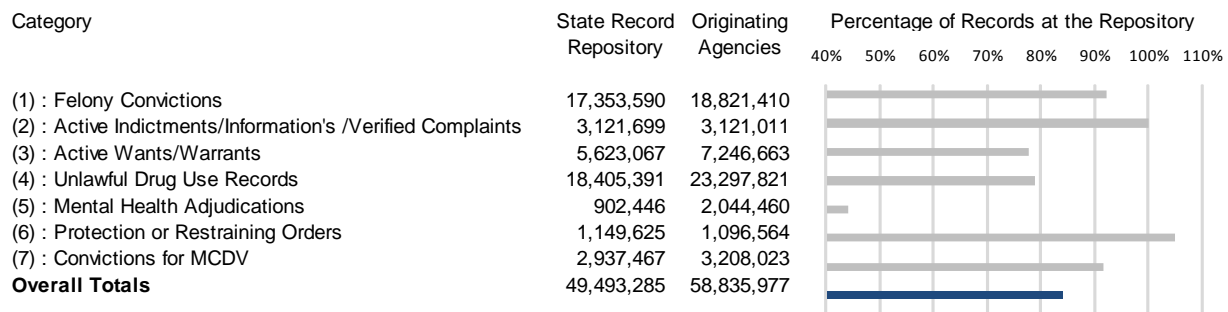 Category State Record Originating Percentage of Records at the Repository
Repository Agencies 40% 50% 60% 70% 80% 90% 100% 110%
(1) : Felony Convictions 17,353,590 18,821,410
(2) : Active Indictments/Information's /Verified Complaints 3,121,699 3,121,011
(3) : Active Wants/Warrants 5,623,067 7,246,663
(4) : Unlawful Drug Use Records 18,405,391 23,297,821
(5) : Mental Health Adjudications 902,446 2,044,460
(6) : Protection or Restraining Orders 1,149,625 1,096,564
(7) : Convictions for MCDV 2,937,467 3,208,023
Overall Totals 49,493,285 58,835,977